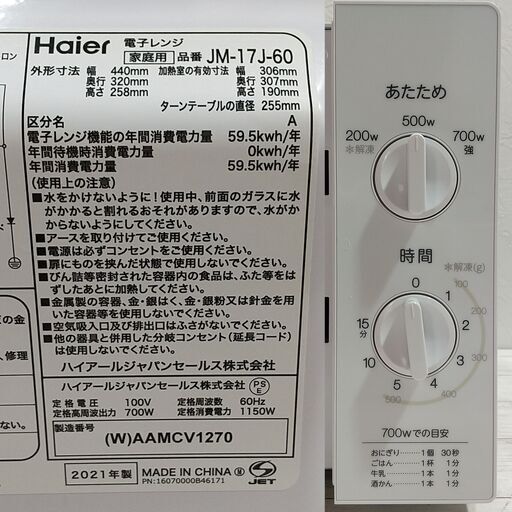 Haier 電子レンジ
家庭用 品番 JM-17J-60
外形寸法 幅 440mm 加熱室の有効寸法 幅 306mm
奥行 320mm 奥行 307mm
高さ 258mm 高さ 190mm
ターンテーブルの直径 255mm
区分名 A
電子レンジ機能の年間消費電力量 59.5kwh/年
年間待機時消費電力量 0kwh/年
年間消費電力量 59.5kwh/年
(使用上の注意)
■水をかけないように!使用中、前面のガラスに水
がかかると割れるおそれがありますので、水がか
からないようにしてください。
■アースを取り付けてご使用ください。
■電源は必ずコンセントをご使用ください。
■扉にものを挟んだ状態で使用しないでください。
■びん詰等密封された容器内の食品は、ふた等をは
ずしたあとに加熱してください。
■金属製の容器、金・銀はく、金・銀粉又は針金を用
いた容器等を使用しないでください。
■空気吸入口及び排出口はふさがないでください。
■他の器具と併用した分岐コンセント(延長コード)
は使用しないでください。
ハイアールジャパンセールス株式会社
ハイアールジャパンセールス株式会社 PSE
定格電圧 100V 定格周波数 60Hz
定格高周波出力 700W 定格消費電力 1150W
製造番号
(W)AAMCV1270
2021年製 MADE IN CHINA JET
PN:16070000B46171
ロン
ド
の金
修理
あたため
500w
200w 700w
※解凍 強
時間
※解凍(g)
0
1 100
15分 2 200
10 3 300
5 4 400
500
700wでの目安
おにぎり……1個 30秒
ごはん……1杯 1分
牛乳……1本 1分
酒かん……1本 1分